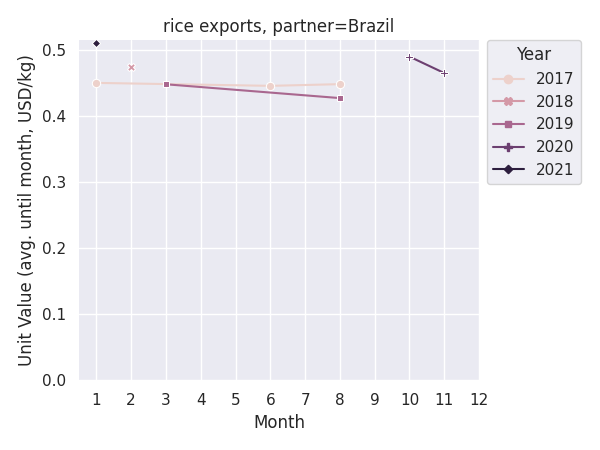 rice exports, partner=Brazil
Unit Value (avg. until month, USD/kg)
0.5
0.4
0.3
0.2
0.1
0.0
1 2 3 4 5 6 7 8 9 10 11 12
Month
Year
2017
2018
2019
2020
2021